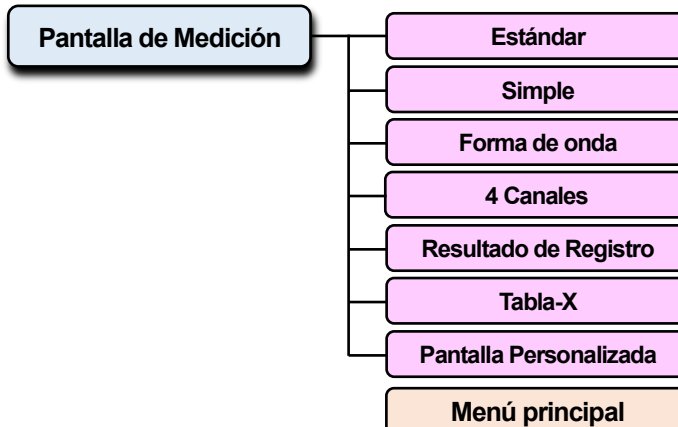 Pantalla de Medición
Estándar
Simple
Forma de onda
4 Canales
Resultado de Registro
Tabla-X
Pantalla Personalizada
Menú principal